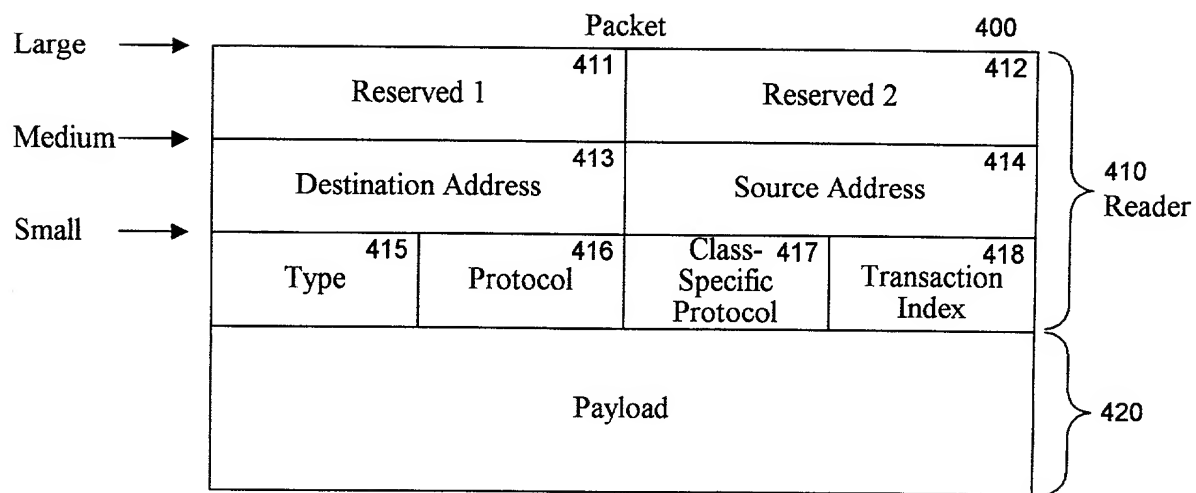 Packet 400
Large
411
Reserved 1
412
Reserved 2
Medium
413
Destination Address
414
Source Address
410
Reader
Small
415
Type
416
Protocol
417
Class-
Specific
Protocol
418
Transaction
Index
Payload
420